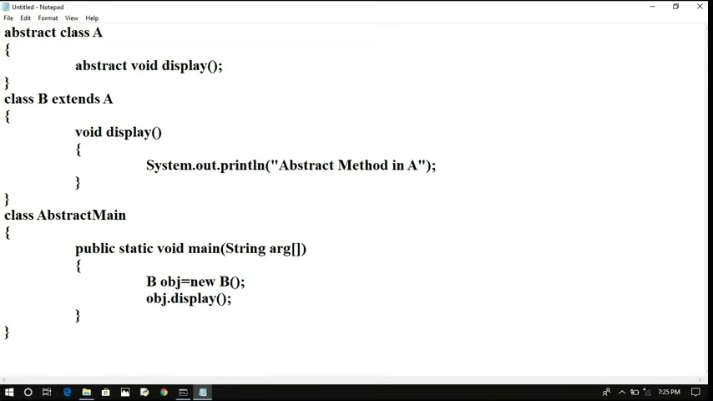 Untitled - Notepad
File Edit Format View Help
abstract class A
{
abstract void display();
}
class B extends A
{
void display()
{
System.out.println("Abstract Method in A");
}
}
class AbstractMain
{
public static void main(String arg[])
{
B obj=new B();
obj.display();
}
}
7:25 PM